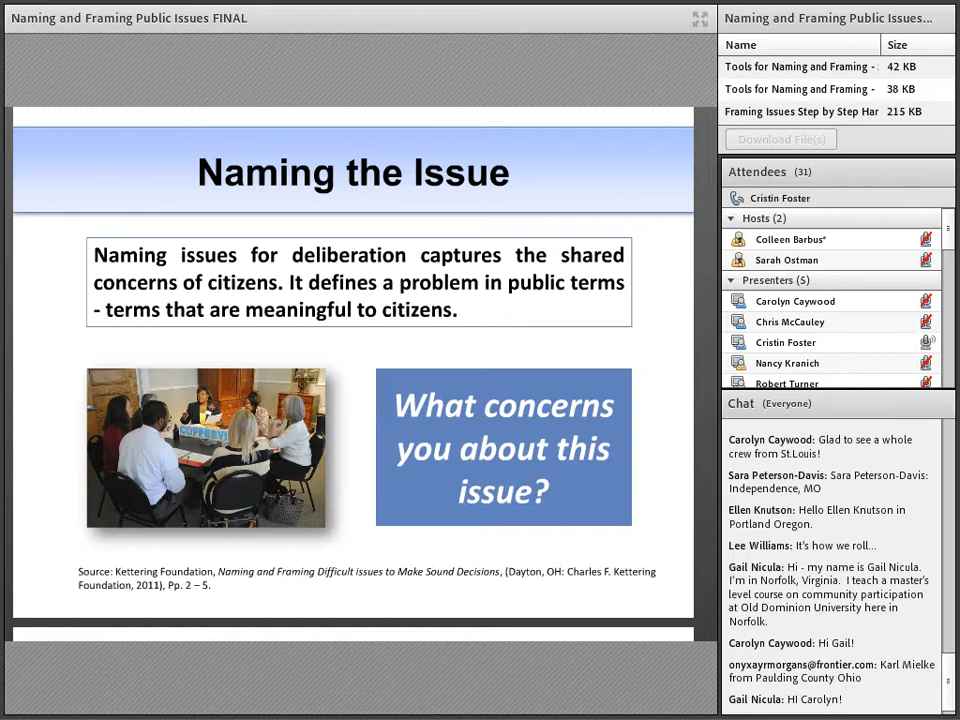 Naming and Framing Public Issues FINAL
Naming the Issue
Naming issues for deliberation captures the shared
concerns of citizens. It defines a problem in public terms
- terms that are meaningful to citizens.
What concerns
you about this
issue?
Source: Kettering Foundation, Naming and Framing Difficult issues to Make Sound Decisions, (Dayton, OH: Charles F. Kettering
Foundation, 2011), Pp. 2 – 5.
Naming and Framing Public Issues...
Name Size
Tools for Naming and Framing - 42 KB
Tools for Naming and Framing - 38 KB
Framing Issues Step by Step Har 215 KB
Download File(s)
Attendees (31)
Cristin Foster
Hosts (2)
Colleen Barbus*
Sarah Ostman
Presenters (5)
Carolyn Caywood
Chris McCauley
Cristin Foster
Nancy Kranich
Robert Turner
Chat (Everyone)
Carolyn Caywood: Glad to see a whole
crew from St.Louis!
Sara Peterson-Davis: Sara Peterson-Davis:
Independence, MO
Ellen Knutson: Hello Ellen Knutson in
Portland Oregon.
Lee Williams: It's how we roll...
Gail Nicula: Hi - my name is Gail Nicula.
I'm in Norfolk, Virginia. I teach a master's
level course on community participation
at Old Dominion University here in
Norfolk.
Carolyn Caywood: Hi Gail!
onyxayrmorgans@frontier.com: Karl Mielke
from Paulding County Ohio
Gail Nicula: HI Carolyn!